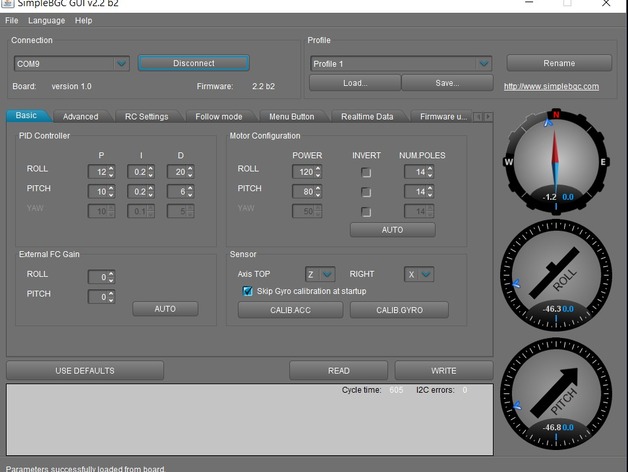 SimpleBGC GUI v2.2 b2
File Language Help
Connection
COM9 Disconnect
Board: version 1.0 Firmware: 2.2 b2
Profile
Profile 1 Rename
Load... Save... http://www.simplebgc.com
Basic Advanced RC Settings Follow mode Menu Button Realtime Data Firmware u...
PID Controller
P I D
ROLL 12 0.2 20
PITCH 10 0.2 6
YAW 10 0.1 5
Motor Configuration
POWER INVERT NUM.POLES
ROLL 120 14
PITCH 80 14
YAW 50 14
AUTO
External FC Gain
ROLL 0
PITCH 0
AUTO
Sensor
Axis TOP Z RIGHT X
Skip Gyro calibration at startup
CALIB.ACC CALIB.GYRO
N
W E
-1.2 0.0
ROLL
-46.3 0.0
PITCH
-46.8 0.0
USE DEFAULTS READ WRITE
Cycle time: 605 I2C errors: 0
Parameters successfully loaded from board.